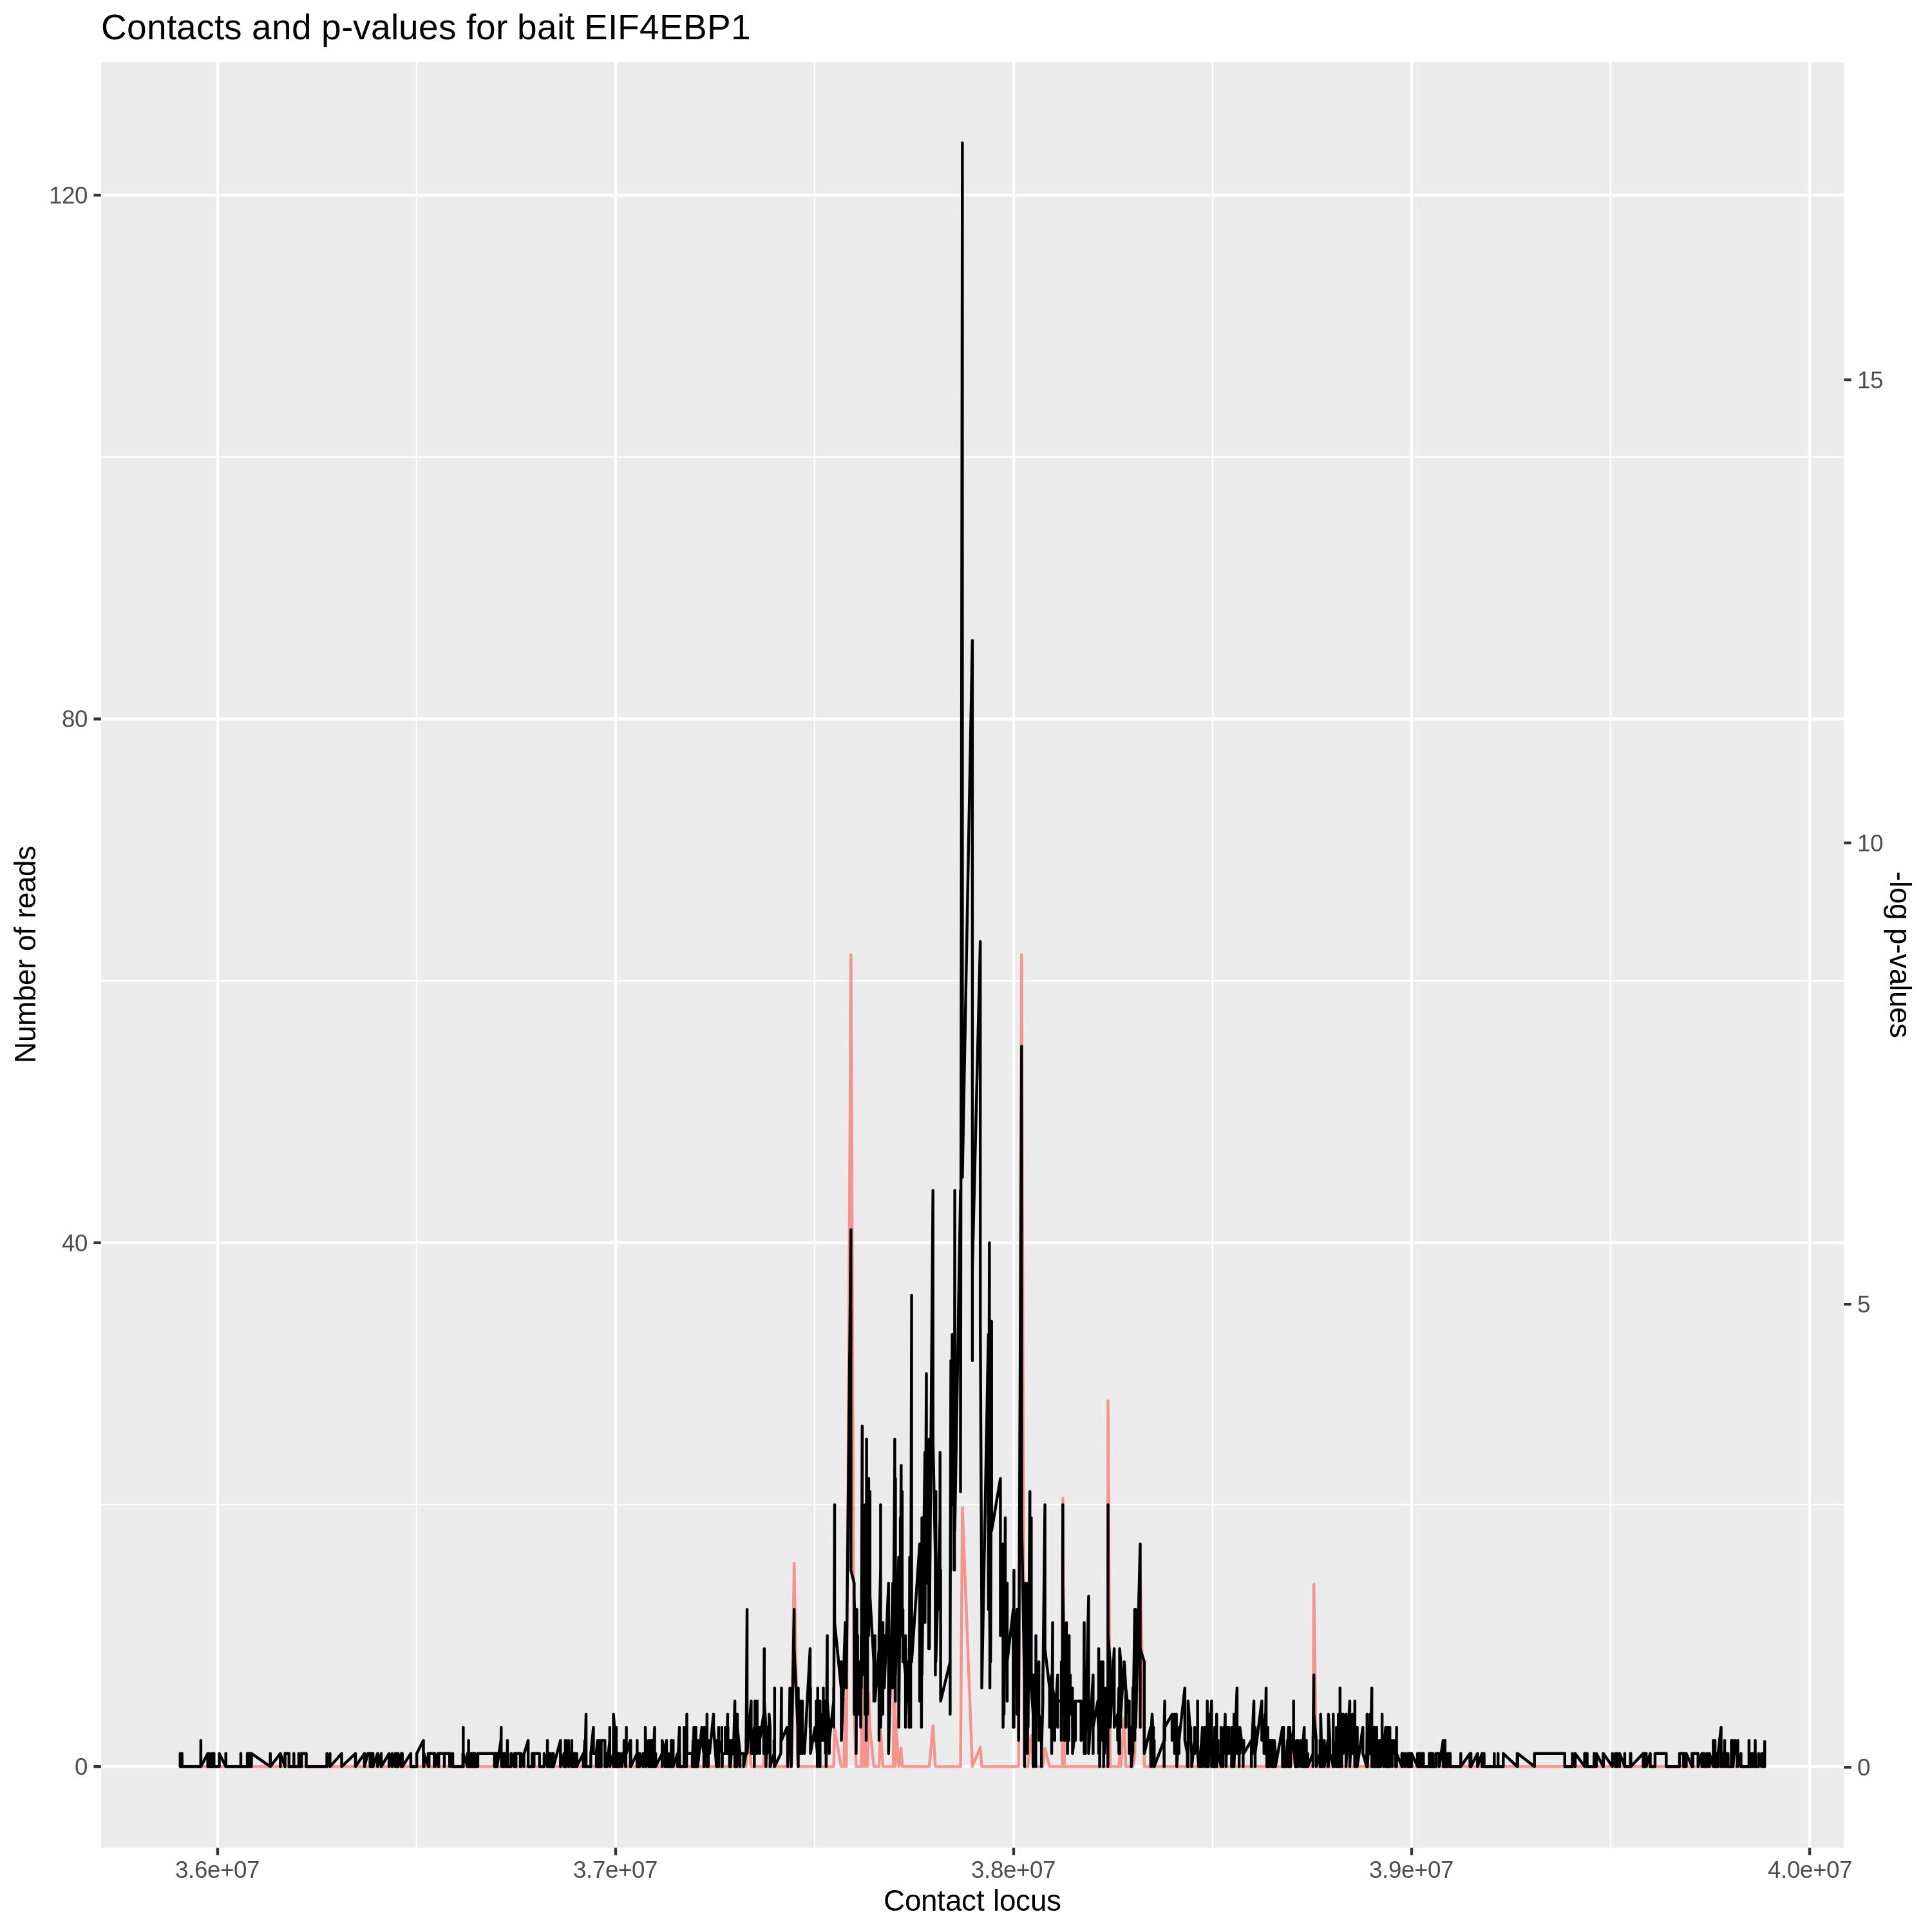 Contacts and p-values for bait EIF4EBP1
120
80
40
0
Number of reads
15
10
5
0
-log p-values
3.6e+07
3.7e+07
3.8e+07
3.9e+07
4.0e+07
Contact locus